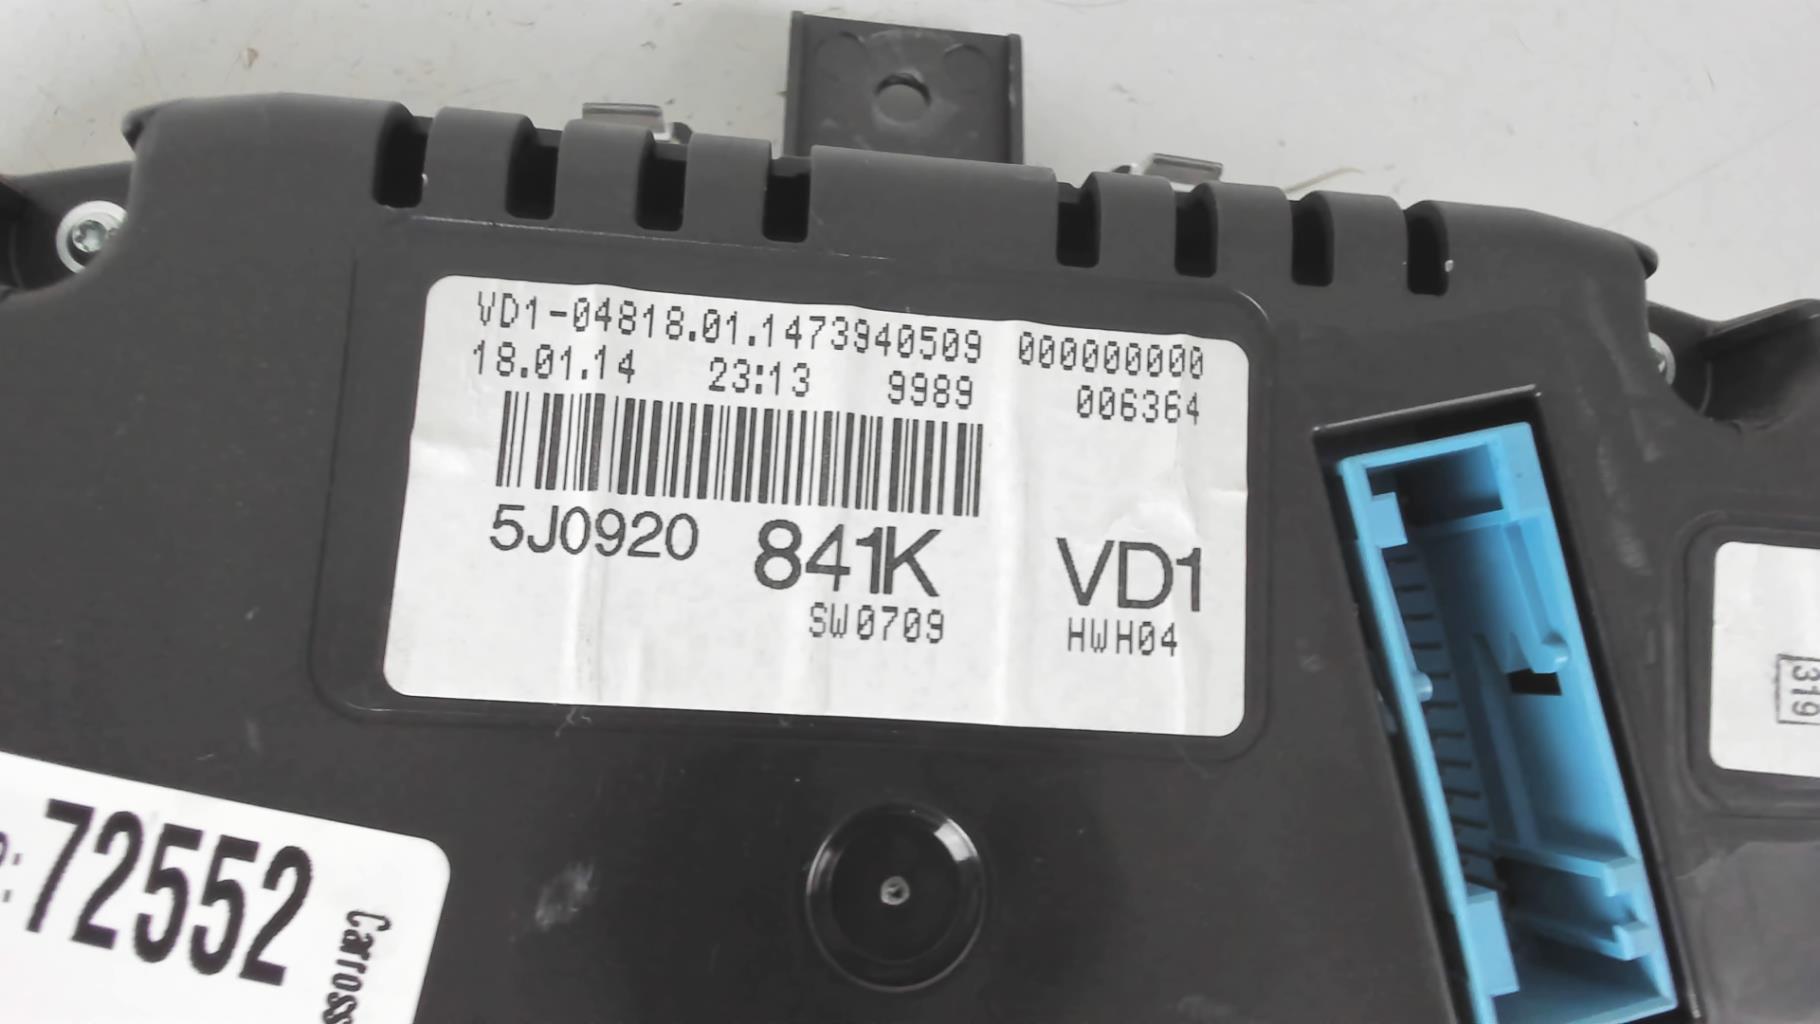 VD1-04818.01.1473940509 000000000
18.01.14 23:13 9989 006364
5J0920 841K VD1
SW0709 HWH04
319
72552